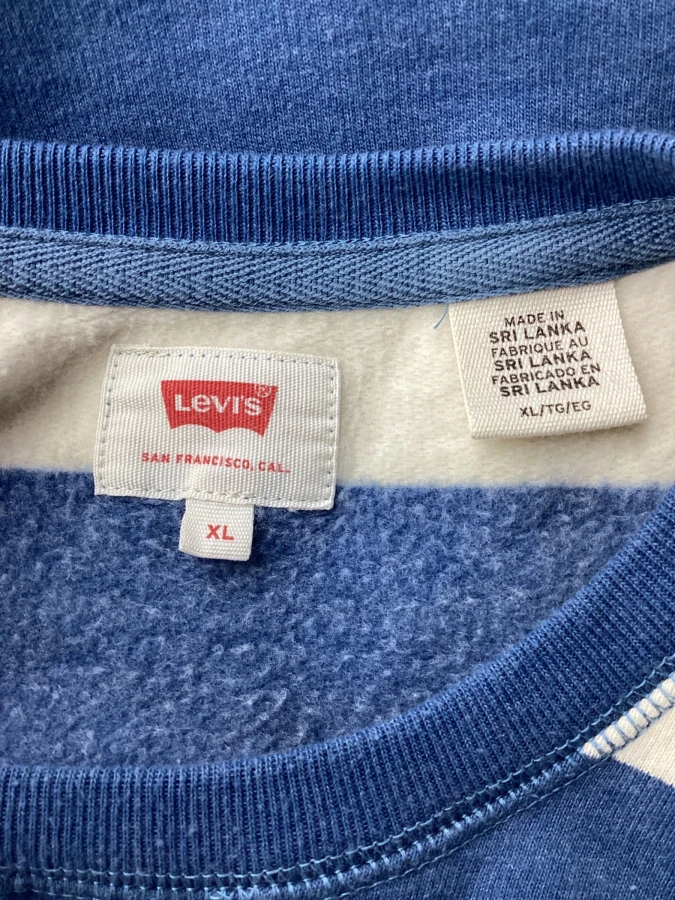 LEVI'S®
SAN FRANCISCO, CAL.
XL
MADE IN
SRI LANKA
FABRIQUE AU
SRI LANKA
FABRICADO EN
SRI LANKA
XL/TG/EG